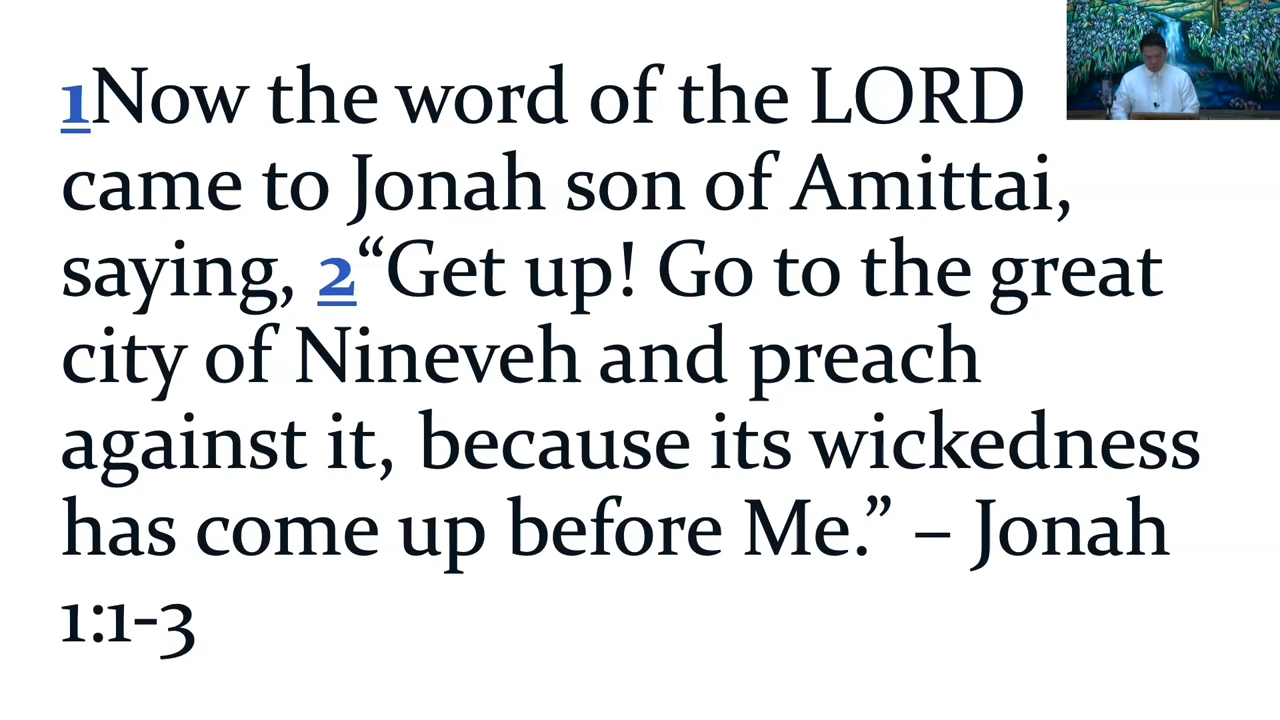 1Now the word of the LORD
came to Jonah son of Amittai,
saying, 2“Get up! Go to the great
city of Nineveh and preach
against it, because its wickedness
has come up before Me.” – Jonah
1:1-3